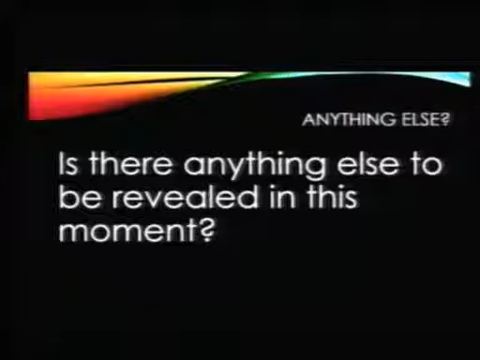 ANYTHING ELSE?
Is there anything else to
be revealed in this
moment?